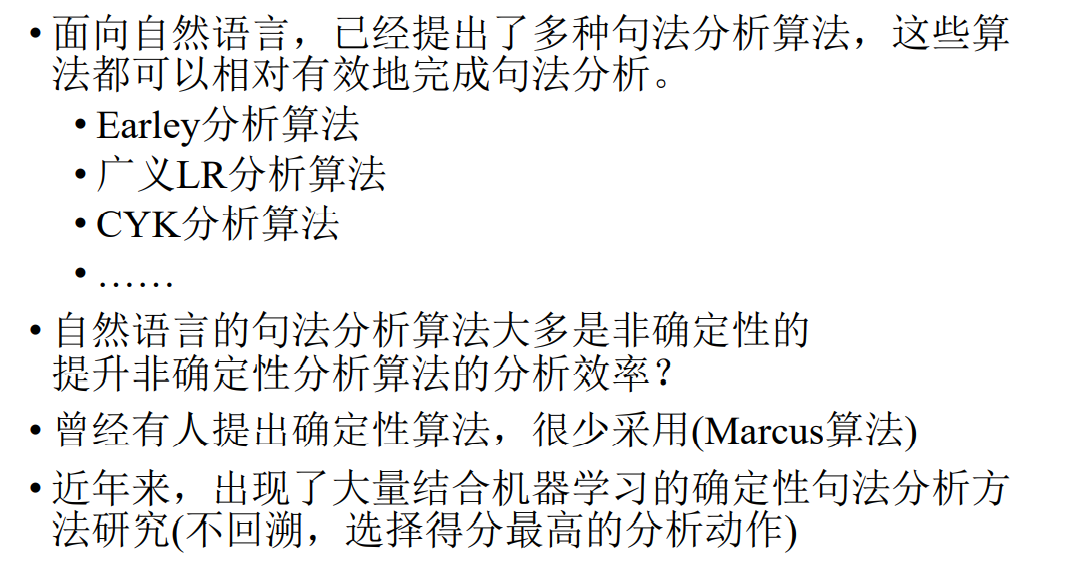 • 面向自然语言，已经提出了多种句法分析算法，这些算
法都可以相对有效地完成句法分析。
• Earley分析算法
• 广义LR分析算法
• CYK分析算法
• ……
• 自然语言的句法分析算法大多是非确定性的
提升非确定性分析算法的分析效率？
• 曾经有人提出确定性算法，很少采用(Marcus算法)
• 近年来，出现了大量结合机器学习的确定性句法分析方
法研究(不回溯，选择得分最高的分析动作)